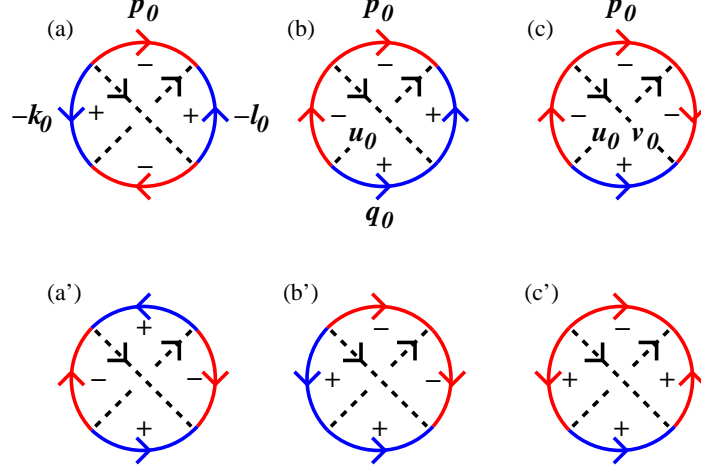 p0 p0 p0
(a) (b) (c)
− − −
−k0 + + −l0 − + − −
u0 u0 v0
− + +
q0
(a’) (b’) (c’)
+ − −
− − + − + +
+ + +